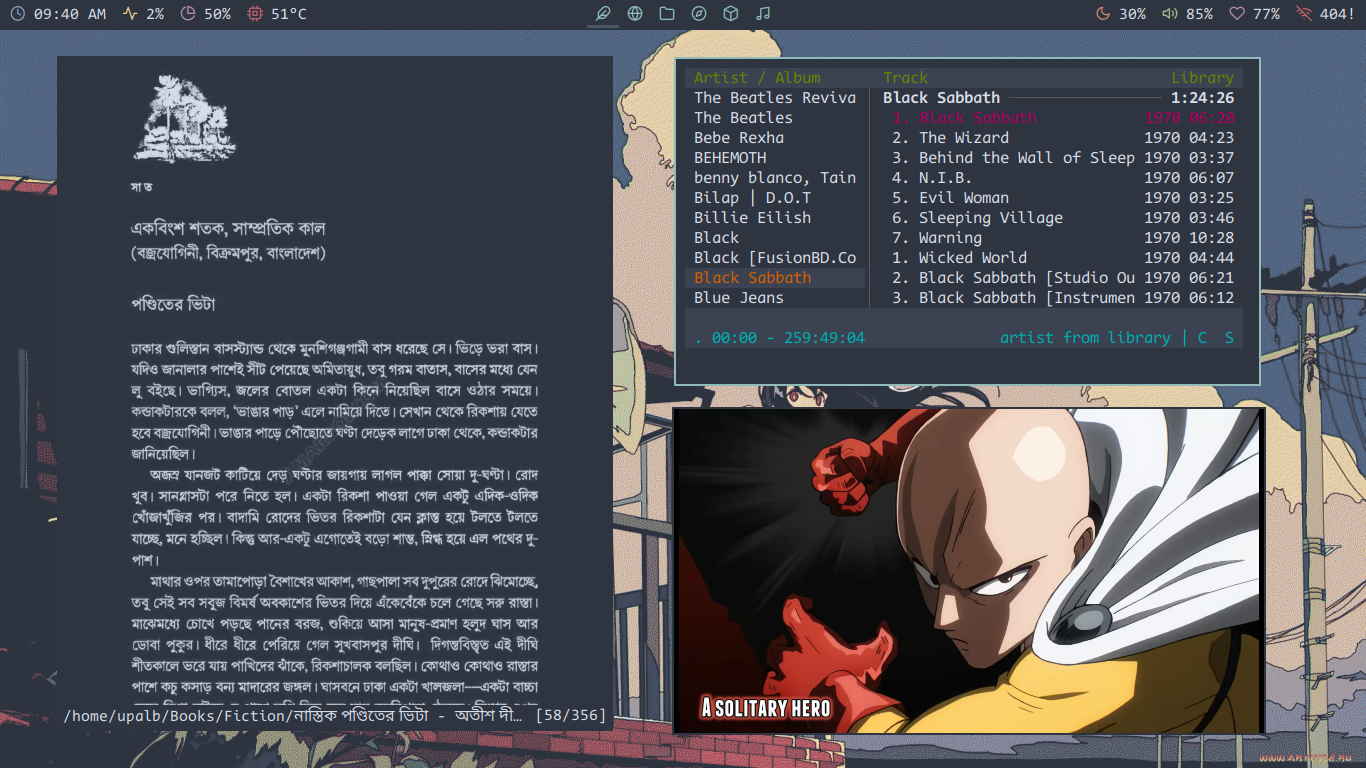 09:40 AM 2% 50% 51°C 30% 85% 77% 404!
সাত
একবিংশ শতক, সাম্প্রতিক কাল
(বজ্রযোগিনী, বিক্রমপুর, বাংলাদেশ)
পণ্ডিতের ভিটা
ঢাকার গুলিস্তান বাসস্ট্যান্ড থেকে মুনশিগঞ্জগামী বাস ধরেছে সে। ভিড়ে ভরা বাস।
যদিও জানালার পাশেই সীট পেয়েছে অমিতায়ুধ, তবু গরম বাতাস, বাসের মধ্যে যেন
লু বইছে। ভাগ্যিস, জলের বোতল একটা কিনে নিয়েছিল বাসে ওঠার সময়ে।
কন্ডাকটারকে বলল, ‘ভাঙার পাড়’ এলে নামিয়ে দিতে। সেখান থেকে রিকশায় যেতে
হবে বজ্রযোগিনী। ভাঙার পাড়ে পৌঁছোতে ঘণ্টা দেড়েক লাগে ঢাকা থেকে, কন্ডাকটার
জানিয়েছিল।
অজস্র যানজট কাটিয়ে দেড় ঘণ্টার জায়গায় লাগল পাক্কা সোয়া দু-ঘণ্টা। রোদ
খুব। সানগ্লাসটা পরে নিতে হল। একটা রিকশা পাওয়া গেল একটু এদিক-ওদিক
খোঁজাখুঁজির পর। বাদামি রোদের ভিতর রিকশাটা যেন ক্লান্ত হয়ে টলতে টলতে
যাচ্ছে, মনে হচ্ছিল। কিন্তু আর-একটু এগোতেই বড়ো শান্ত, স্নিগ্ধ হয়ে এল পথের দু-
পাশ।
মাথার ওপর তামাপোড়া বৈশাখের আকাশ, গাছপালা সব দুপুরের রোদে ঝিমোচ্ছে,
তবু সেই সব সবুজ বিমর্ষ অবকাশের ভিতর দিয়ে এঁকেবেঁকে চলে গেছে সরু রাস্তা।
মাঝেমধ্যে চোখে পড়ছে পানের বরজ, শুকিয়ে আসা মানুষ-প্রমাণ হলুদ ঘাস আর
ডোবা পুকুর। ধীরে ধীরে পেরিয়ে গেল সুখবাসপুর দীঘি। দিগন্তবিস্তৃত এই দীঘি
শীতকালে ভরে যায় পাখিদের ঝাঁকে, রিকশাচালক বলছিল। কোথাও কোথাও রাস্তার
পাশে কচু কসাড় বন্য মাদারের জঙ্গল। ঘাসবনে ঢাকা একটা খালজলা—একটা বাচ্চা
/home/upalb/Books/Fiction/নাস্তিক পণ্ডিতের ভিটা - অতীশ দী… [58/356]
Artist / Album Track Library
The Beatles Reviva Black Sabbath 1:24:26
The Beatles 1. Black Sabbath 1970 06:20
Bebe Rexha 2. The Wizard 1970 04:23
BEHEMOTH 3. Behind the Wall of Sleep 1970 03:37
benny blanco, Tain 4. N.I.B. 1970 06:07
Bilap | D.O.T 5. Evil Woman 1970 03:25
Billie Eilish 6. Sleeping Village 1970 03:46
Black 7. Warning 1970 10:28
Black [FusionBD.Co 1. Wicked World 1970 04:44
Black Sabbath 2. Black Sabbath [Studio Ou 1970 06:21
Blue Jeans 3. Black Sabbath [Instrumen 1970 06:12
. 00:00 - 259:49:04 artist from library | C S
A SOLITARY HERO